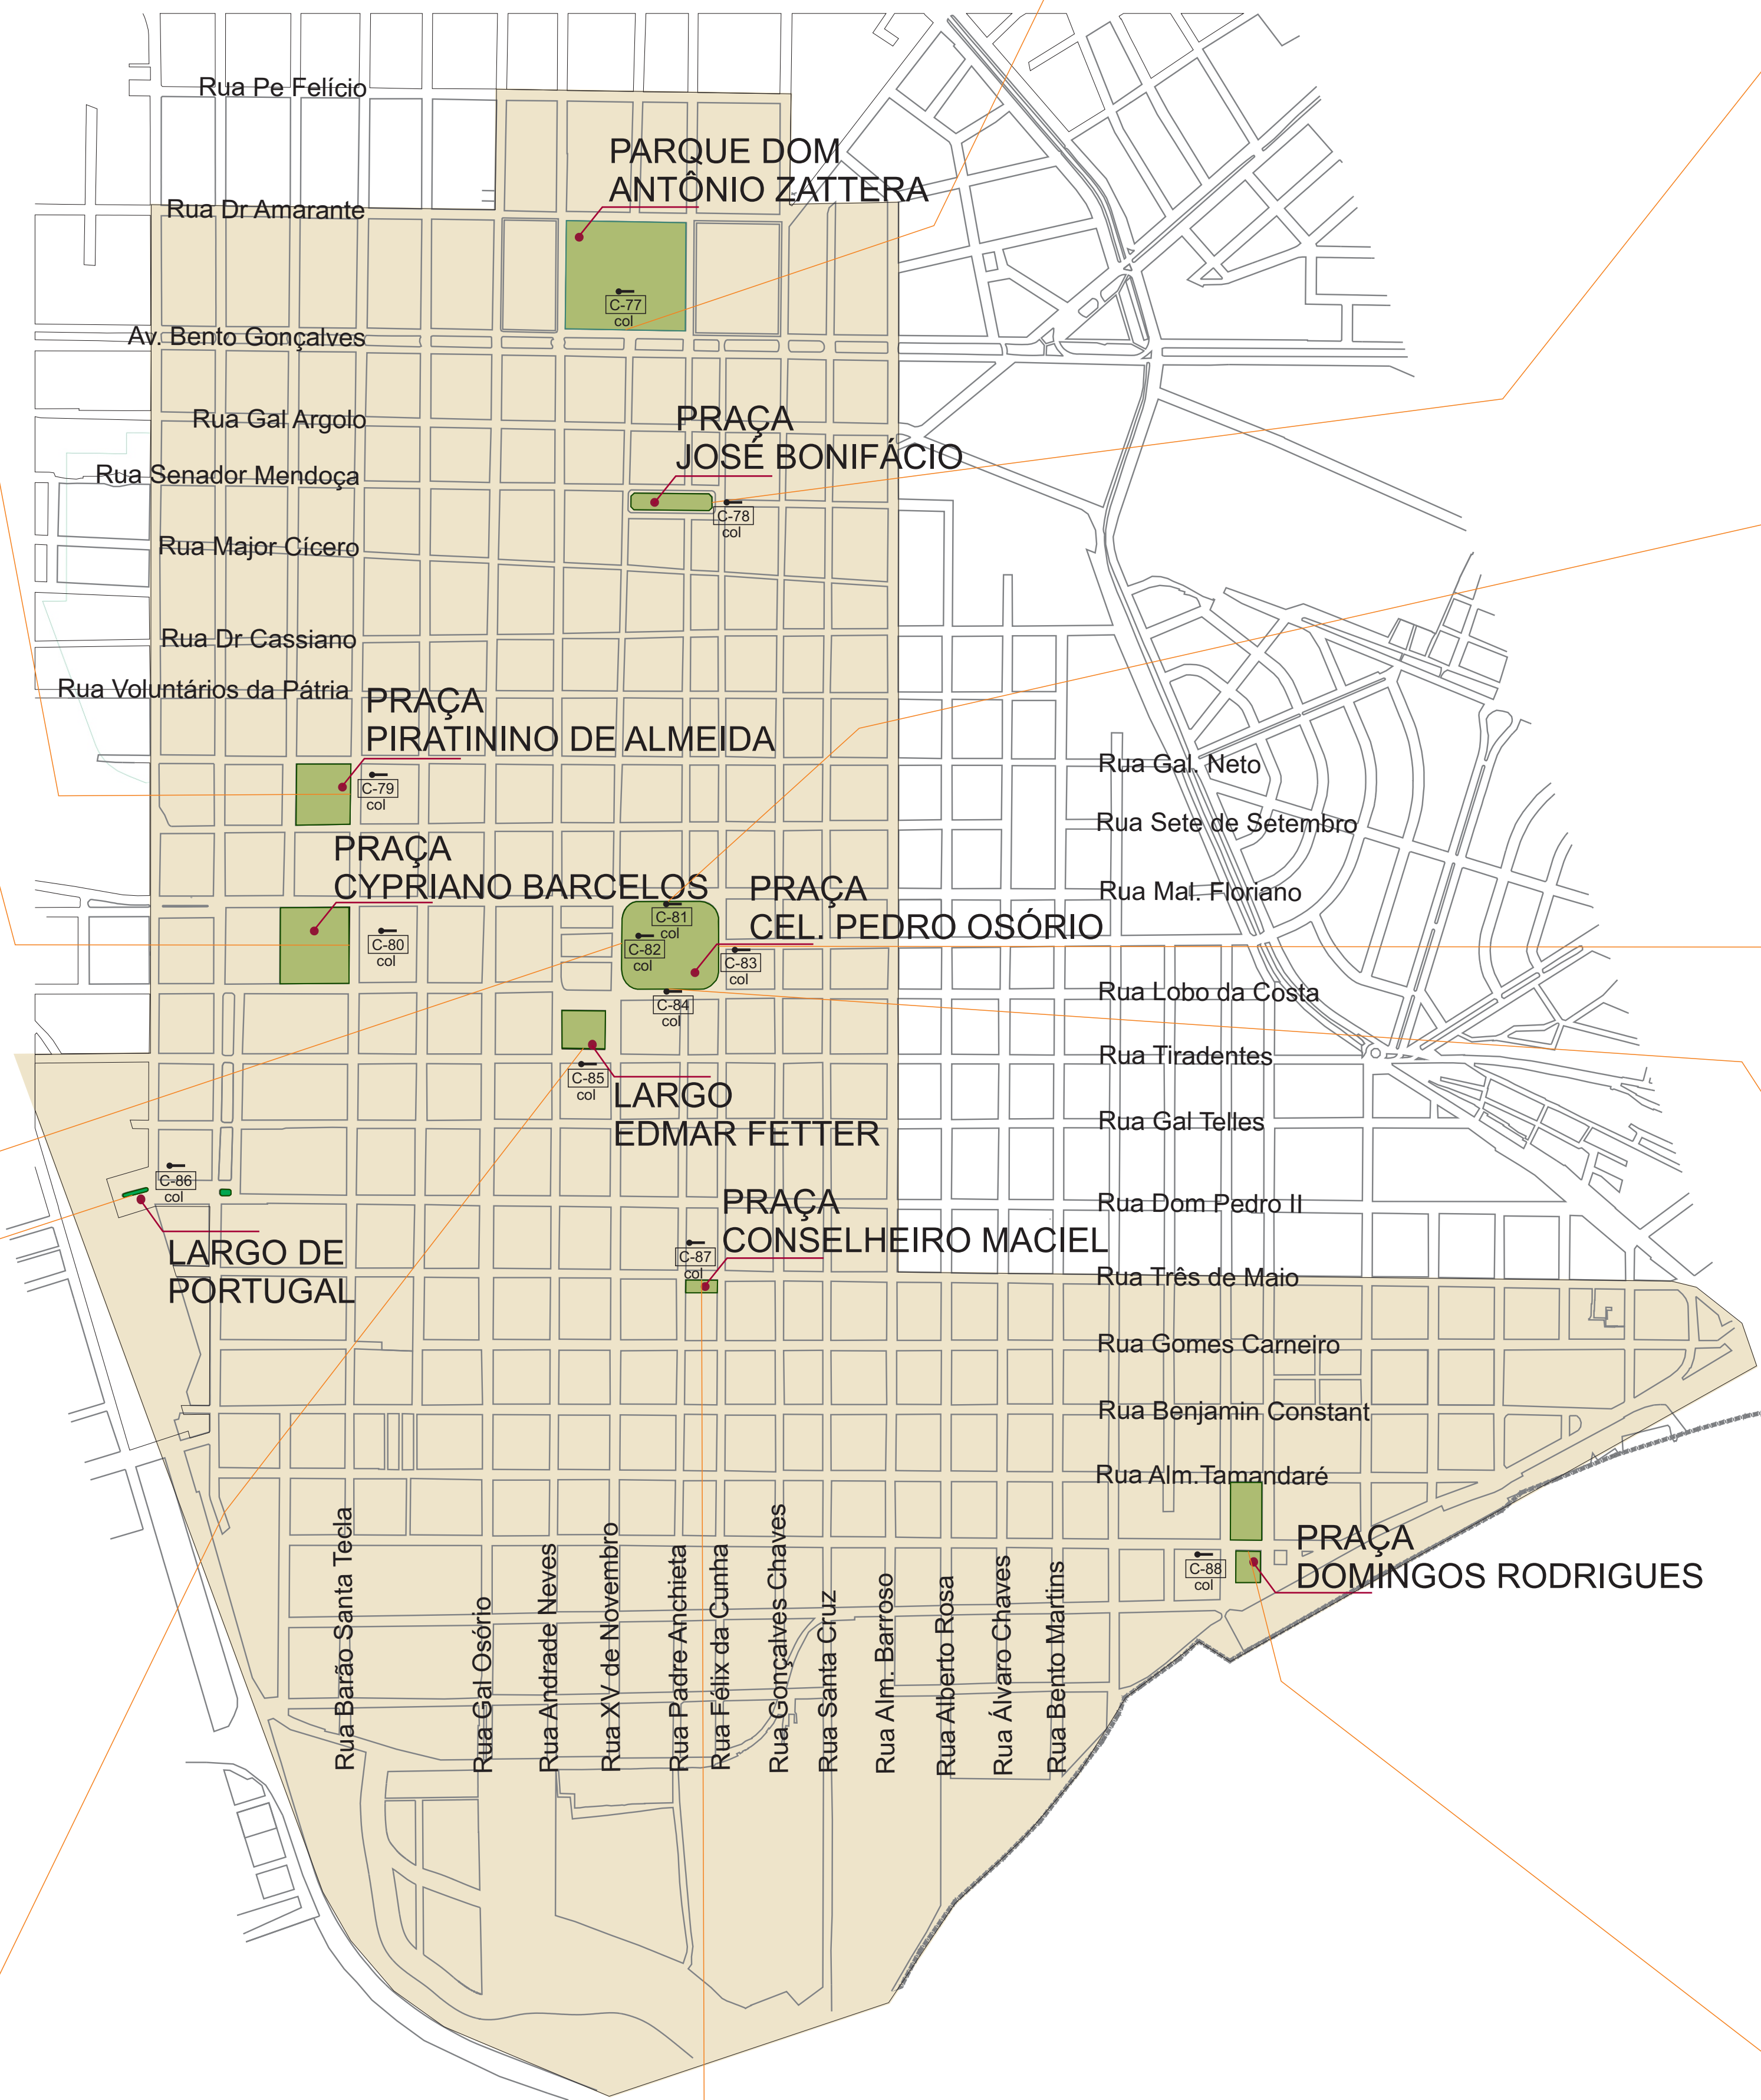 Rua Pe Felício
PARQUE DOM
ANTÔNIO ZATTERA
Rua Dr Amarante
C-77
col
Av. Bento Gonçalves
Rua Gal Argolo
PRAÇA
JOSÉ BONIFÁCIO
Rua Senador Mendoça
C-78
col
Rua Major Cícero
Rua Dr Cassiano
Rua Voluntários da Pátria
PRAÇA
PIRATININO DE ALMEIDA
C-79
col
Rua Gal. Neto
Rua Sete de Setembro
PRAÇA
CYPRIANO BARCELOS
C-80
col
PRAÇA
CEL. PEDRO OSÓRIO
Rua Mal. Floriano
C-81
col
C-82
col
C-83
col
C-84
col
Rua Lobo da Costa
Rua Tiradentes
C-85
col
LARGO
EDMAR FETTER
Rua Gal Telles
C-86
col
LARGO DE
PORTUGAL
PRAÇA
CONSELHEIRO MACIEL
C-87
col
Rua Dom Pedro II
Rua Três de Maio
Rua Gomes Carneiro
Rua Benjamin Constant
Rua Alm.Tamandaré
PRAÇA
DOMINGOS RODRIGUES
C-88
col
Rua Barão Santa Tecla
Rua Gal Osório
Rua Andrade Neves
Rua XV de Novembro
Rua Padre Anchieta
Rua Félix da Cunha
Rua Gonçalves Chaves
Rua Santa Cruz
Rua Alm. Barroso
Rua Alberto Rosa
Rua Álvaro Chaves
Rua Bento Martins